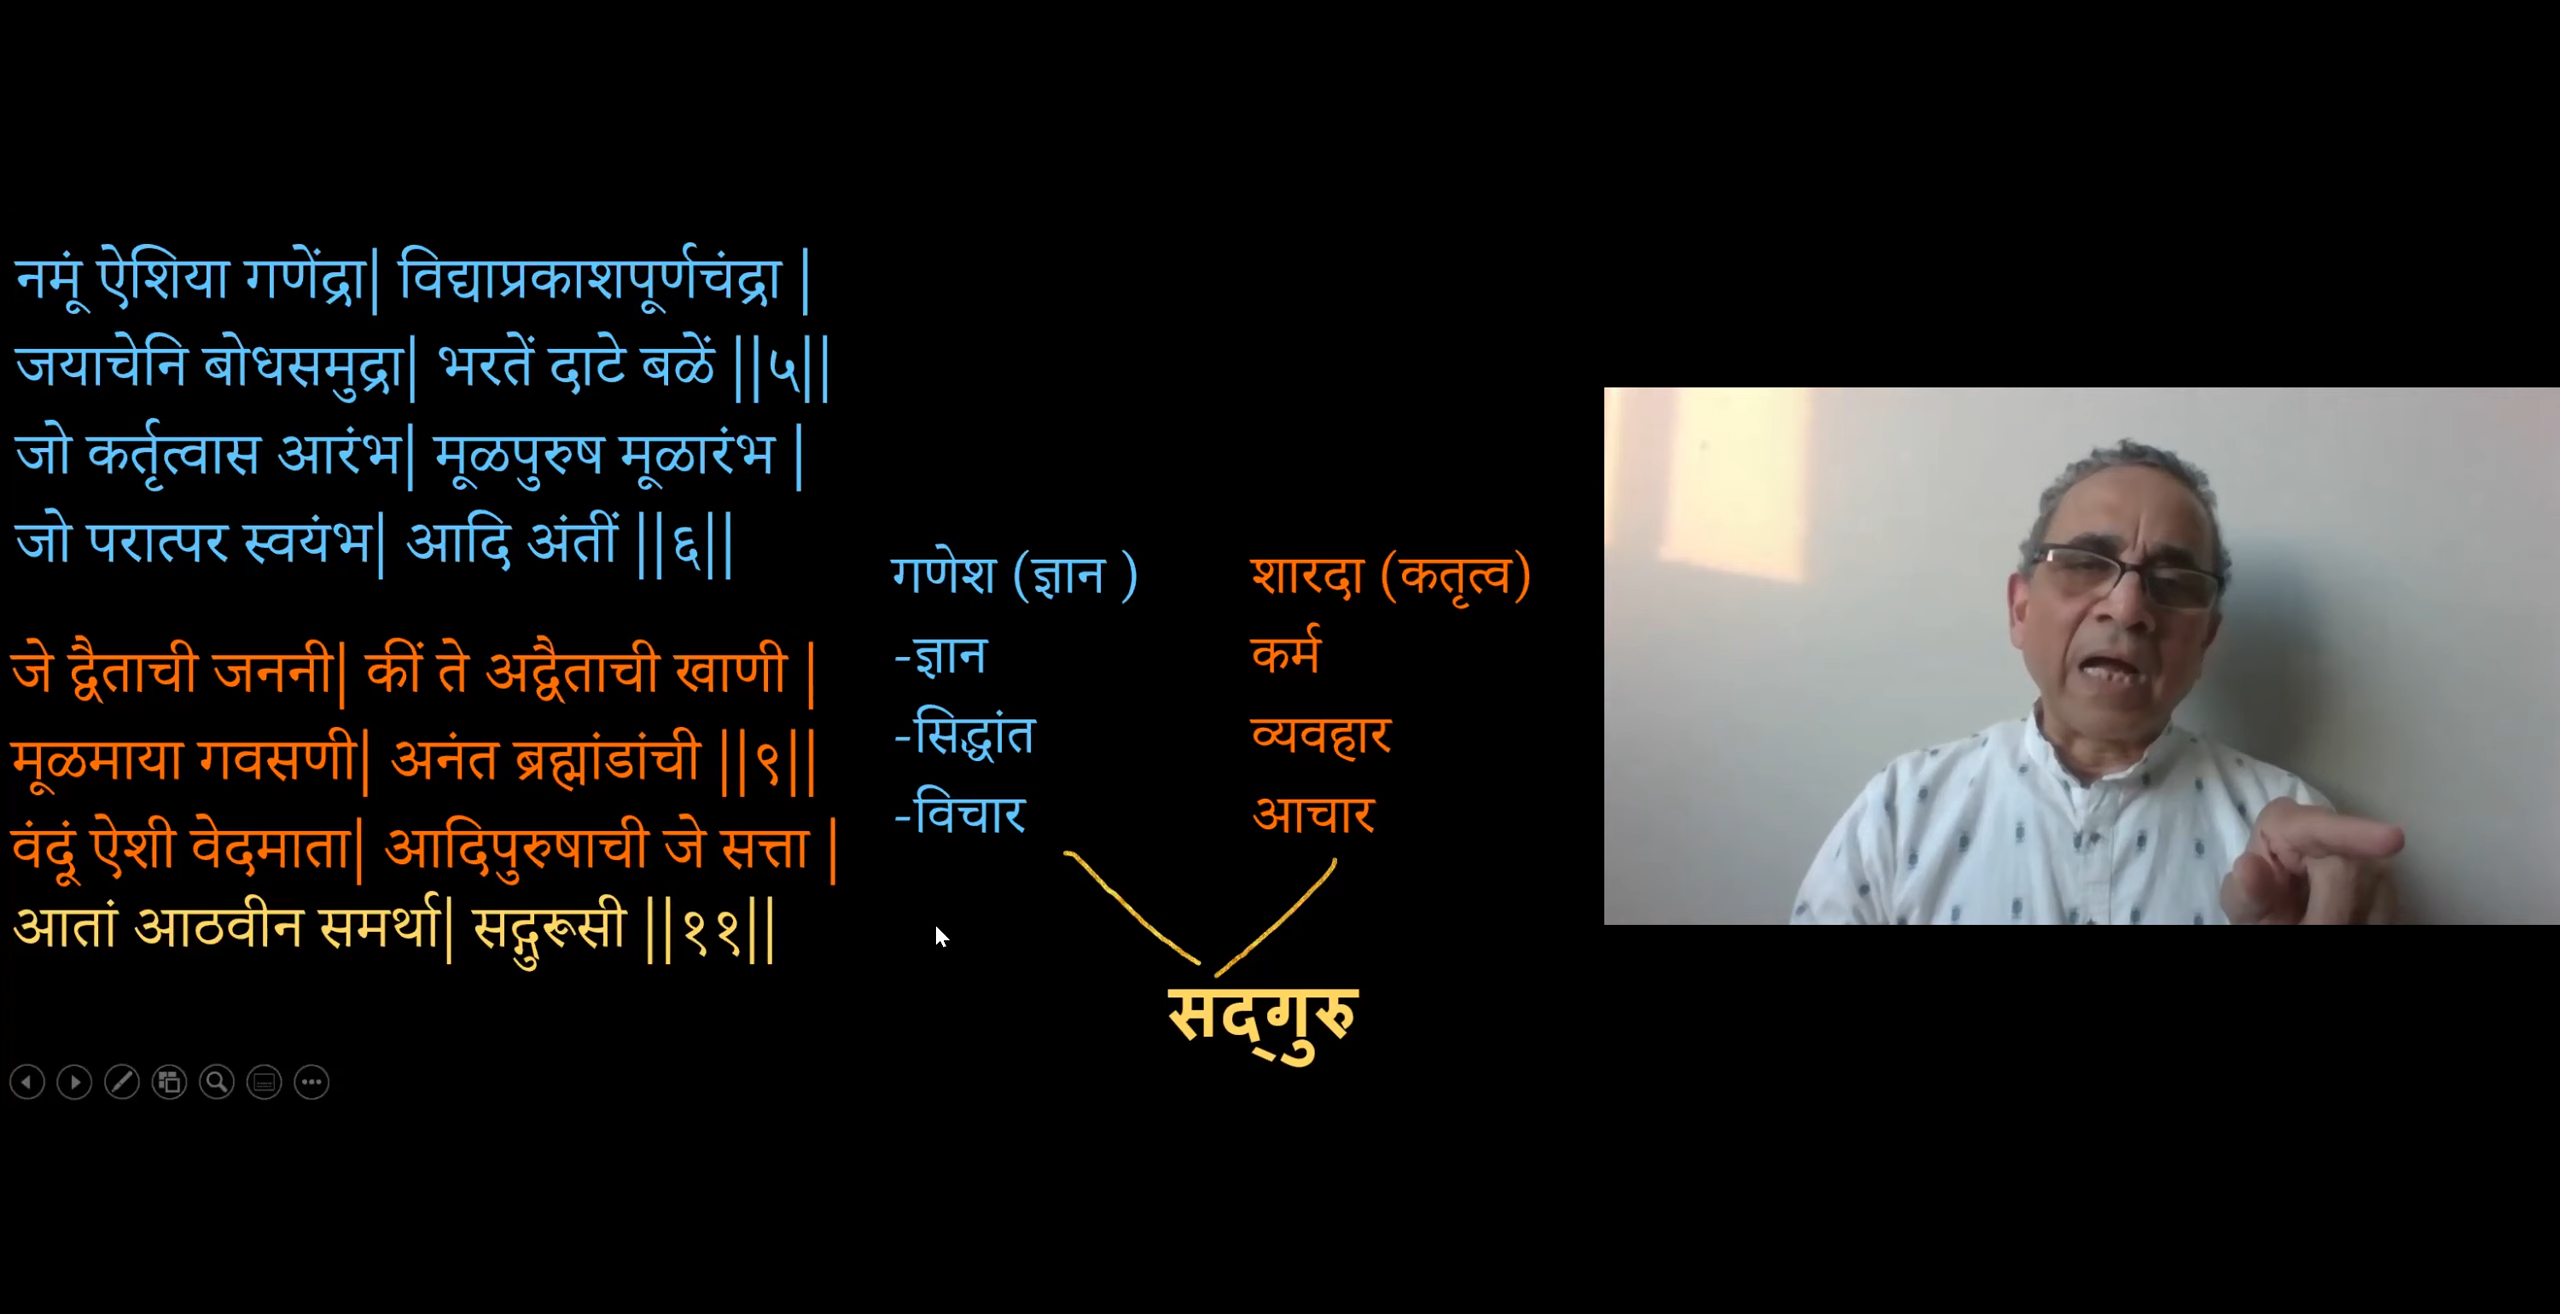 नमूं ऐशिया गणेंद्रा| विद्याप्रकाशपूर्णचंद्रा |
जयाचेनि बोधसमुद्रा| भरतें दाटे बळें ||५||
जो कर्तृत्वास आरंभ| मूळपुरुष मूळारंभ |
जो परात्पर स्वयंभ| आदि अंतीं ||६||
जे द्वैताची जननी| कीं ते अद्वैताची खाणी |
मूळमाया गवसणी| अनंत ब्रह्मांडांची ||९||
वंदूं ऐशी वेदमाता| आदिपुरुषाची जे सत्ता |
आतां आठवीन समर्था| सद्गुरूसी ||११||
गणेश (ज्ञान )
-ज्ञान
-सिद्धांत
-विचार
शारदा (कतृत्व)
कर्म
व्यवहार
आचार
सद्‌गुरु